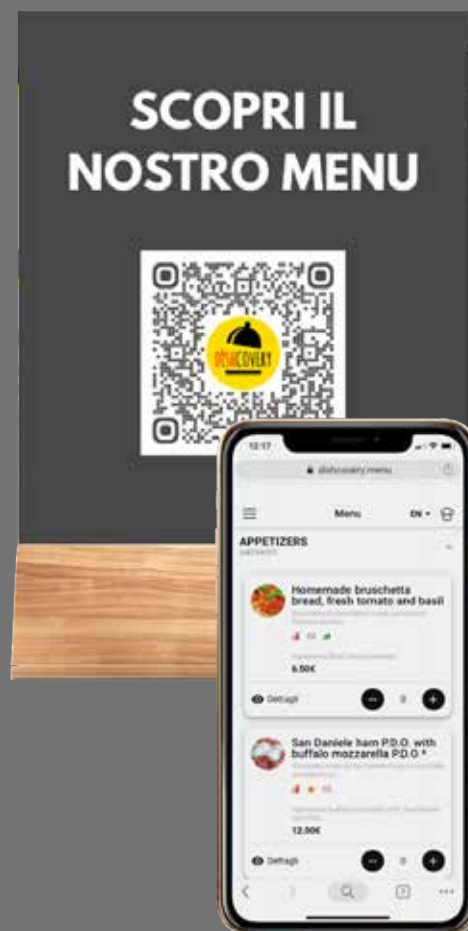 SCOPRI IL
NOSTRO MENU
DISHCOVERY
12:17
dishcovery.menu
Menu
EN
APPETIZERS
Homemade bruschetta
bread, fresh tomato and basil
6.50€
Dettagli
0
San Daniele ham P.D.O. with
buffalo mozzarella P.D.O *
12.00€
Dettagli
0